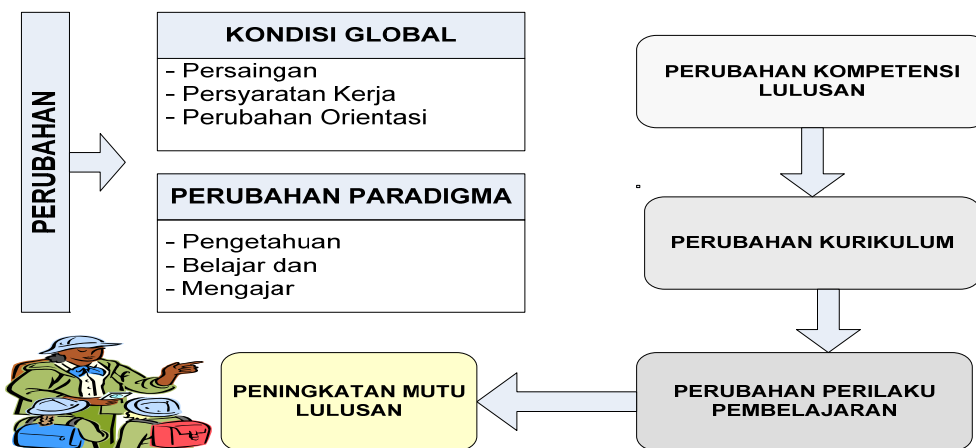 PERUBAHAN
KONDISI GLOBAL
- Persaingan
- Persyaratan Kerja
- Perubahan Orientasi
PERUBAHAN PARADIGMA
- Pengetahuan
- Belajar dan
- Mengajar
PERUBAHAN KOMPETENSI
LULUSAN
PERUBAHAN KURIKULUM
PERUBAHAN PERILAKU
PEMBELAJARAN
PENINGKATAN MUTU
LULUSAN